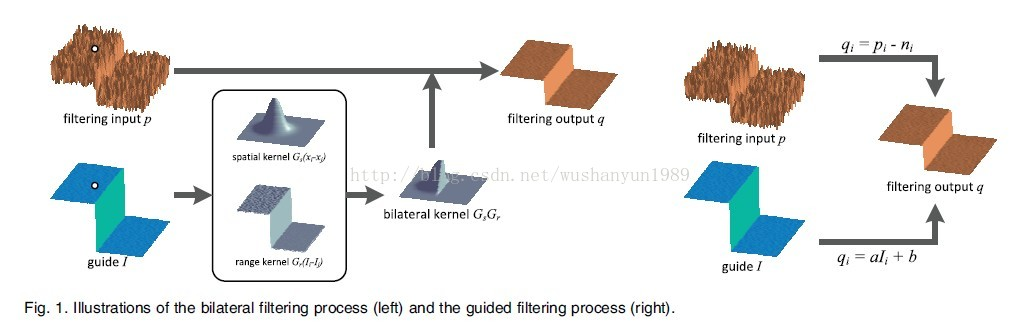 filtering input p
spatial kernel Gs(xi-xj)
range kernel Gr(Ii-Ij)
guide I
bilateral kernel GsGr
filtering output q
qi = pi - ni
filtering input p
filtering output q
guide I
qi = aIi + b
http://blog.csdn.net/wushanyun1989
Fig. 1. Illustrations of the bilateral filtering process (left) and the guided filtering process (right).